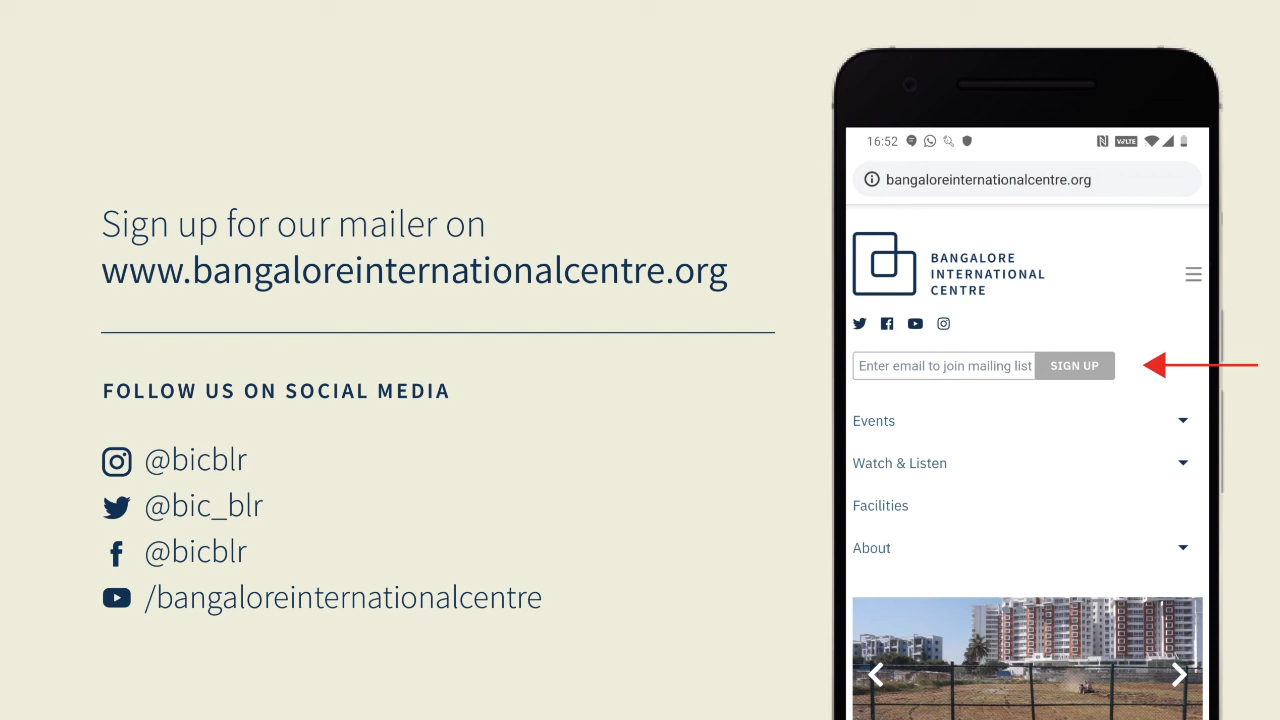 Sign up for our mailer on
www.bangaloreinternationalcentre.org
FOLLOW US ON SOCIAL MEDIA
@bicblr
@bic_blr
@bicblr
/bangaloreinternationalcentre
16:52
VoLTE
bangaloreinternationalcentre.org
BANGALORE
INTERNATIONAL
CENTRE
Enter email to join mailing list
SIGN UP
Events
Watch & Listen
Facilities
About